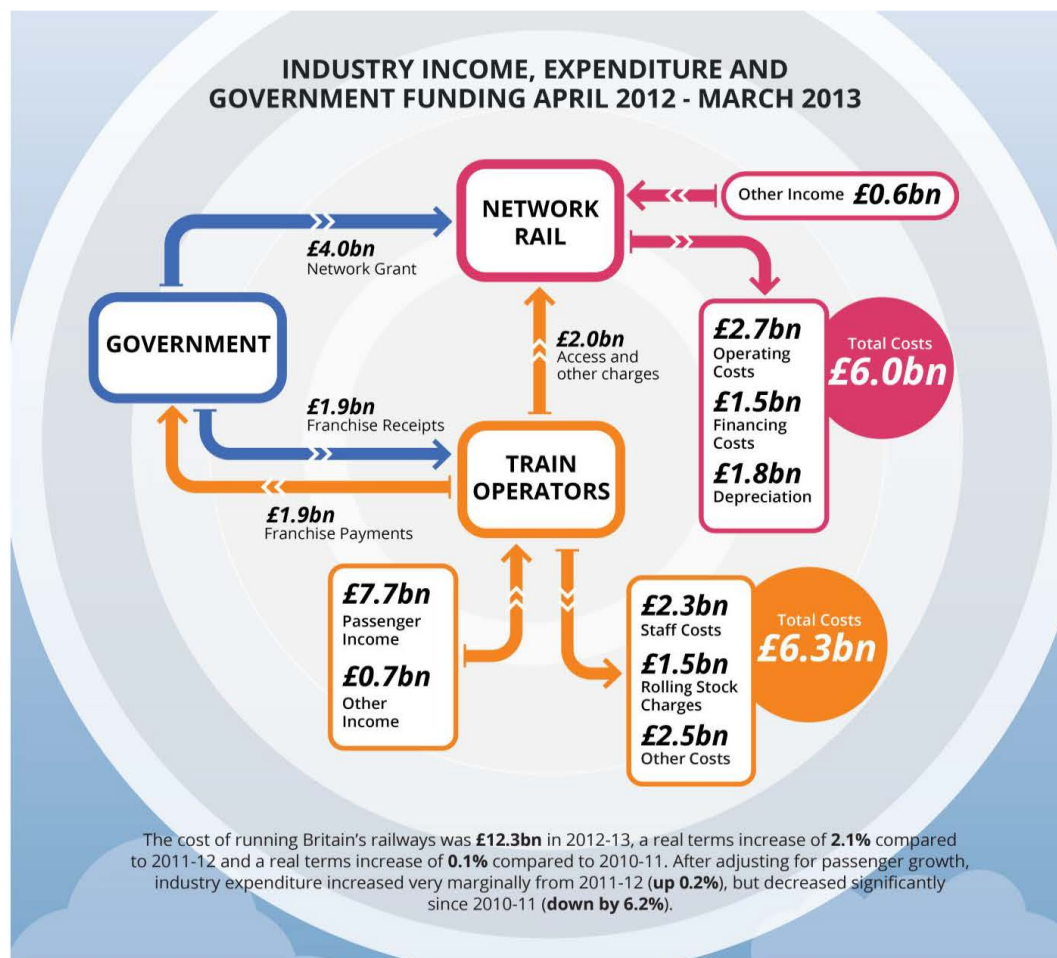 INDUSTRY INCOME, EXPENDITURE AND
GOVERNMENT FUNDING APRIL 2012 - MARCH 2013
NETWORK
RAIL
Other Income £0.6bn
£4.0bn
Network Grant
GOVERNMENT
£2.0bn
Access and
other charges
£2.7bn
Operating
Costs
£1.5bn
Financing
Costs
£1.8bn
Depreciation
Total Costs
£6.0bn
£1.9bn
Franchise Receipts
TRAIN
OPERATORS
£1.9bn
Franchise Payments
£7.7bn
Passenger
Income
£0.7bn
Other
Income
£2.3bn
Staff Costs
£1.5bn
Rolling Stock
Charges
£2.5bn
Other Costs
Total Costs
£6.3bn
The cost of running Britain’s railways was £12.3bn in 2012-13, a real terms increase of 2.1% compared
to 2011-12 and a real terms increase of 0.1% compared to 2010-11. After adjusting for passenger growth,
industry expenditure increased very marginally from 2011-12 (up 0.2%), but decreased significantly
since 2010-11 (down by 6.2%).